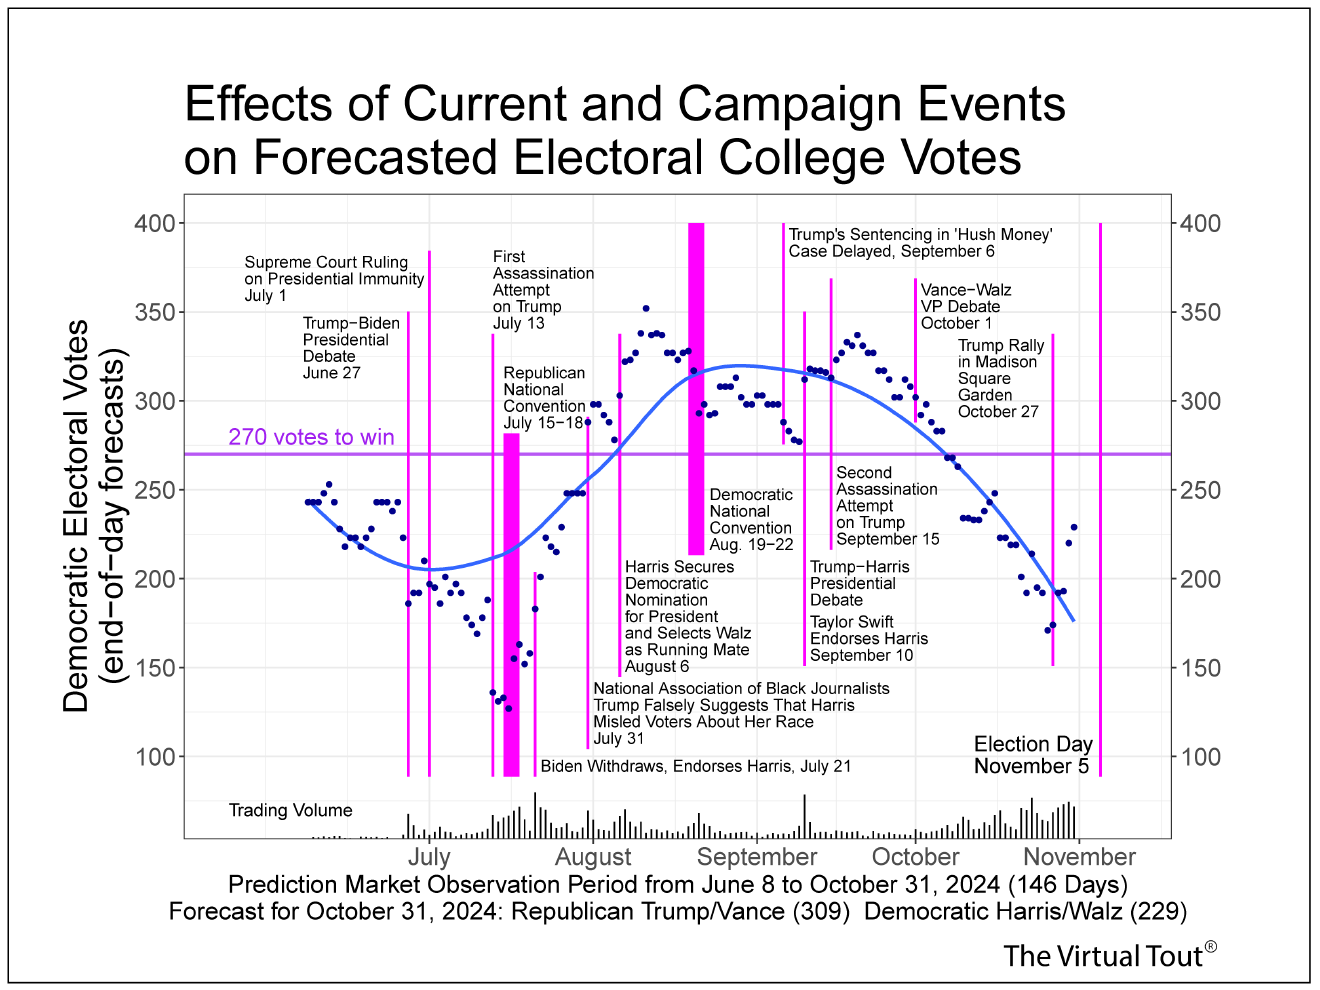 Effects of Current and Campaign Events
on Forecasted Electoral College Votes
Democratic Electoral Votes
(end−of−day forecasts)
400
350
300
250
200
150
100
400
350
300
250
200
150
100
Supreme Court Ruling
on Presidential Immunity
July 1
Trump−Biden
Presidential
Debate
June 27
270 votes to win
First
Assassination
Attempt
on Trump
July 13
Republican
National
Convention
July 15−18
Trump's Sentencing in 'Hush Money'
Case Delayed, September 6
Vance−Walz
VP Debate
October 1
Trump Rally
in Madison
Square
Garden
October 27
Democratic
National
Convention
Aug. 19−22
Second
Assassination
Attempt
on Trump
September 15
Harris Secures
Democratic
Nomination
for President
and Selects Walz
as Running Mate
August 6
Trump−Harris
Presidential
Debate
Taylor Swift
Endorses Harris
September 10
National Association of Black Journalists
Trump Falsely Suggests That Harris
Misled Voters About Her Race
July 31
Biden Withdraws, Endorses Harris, July 21
Election Day
November 5
Trading Volume
July
August
September
October
November
Prediction Market Observation Period from June 8 to October 31, 2024 (146 Days)
Forecast for October 31, 2024: Republican Trump/Vance (309)  Democratic Harris/Walz (229)
The Virtual Tout®